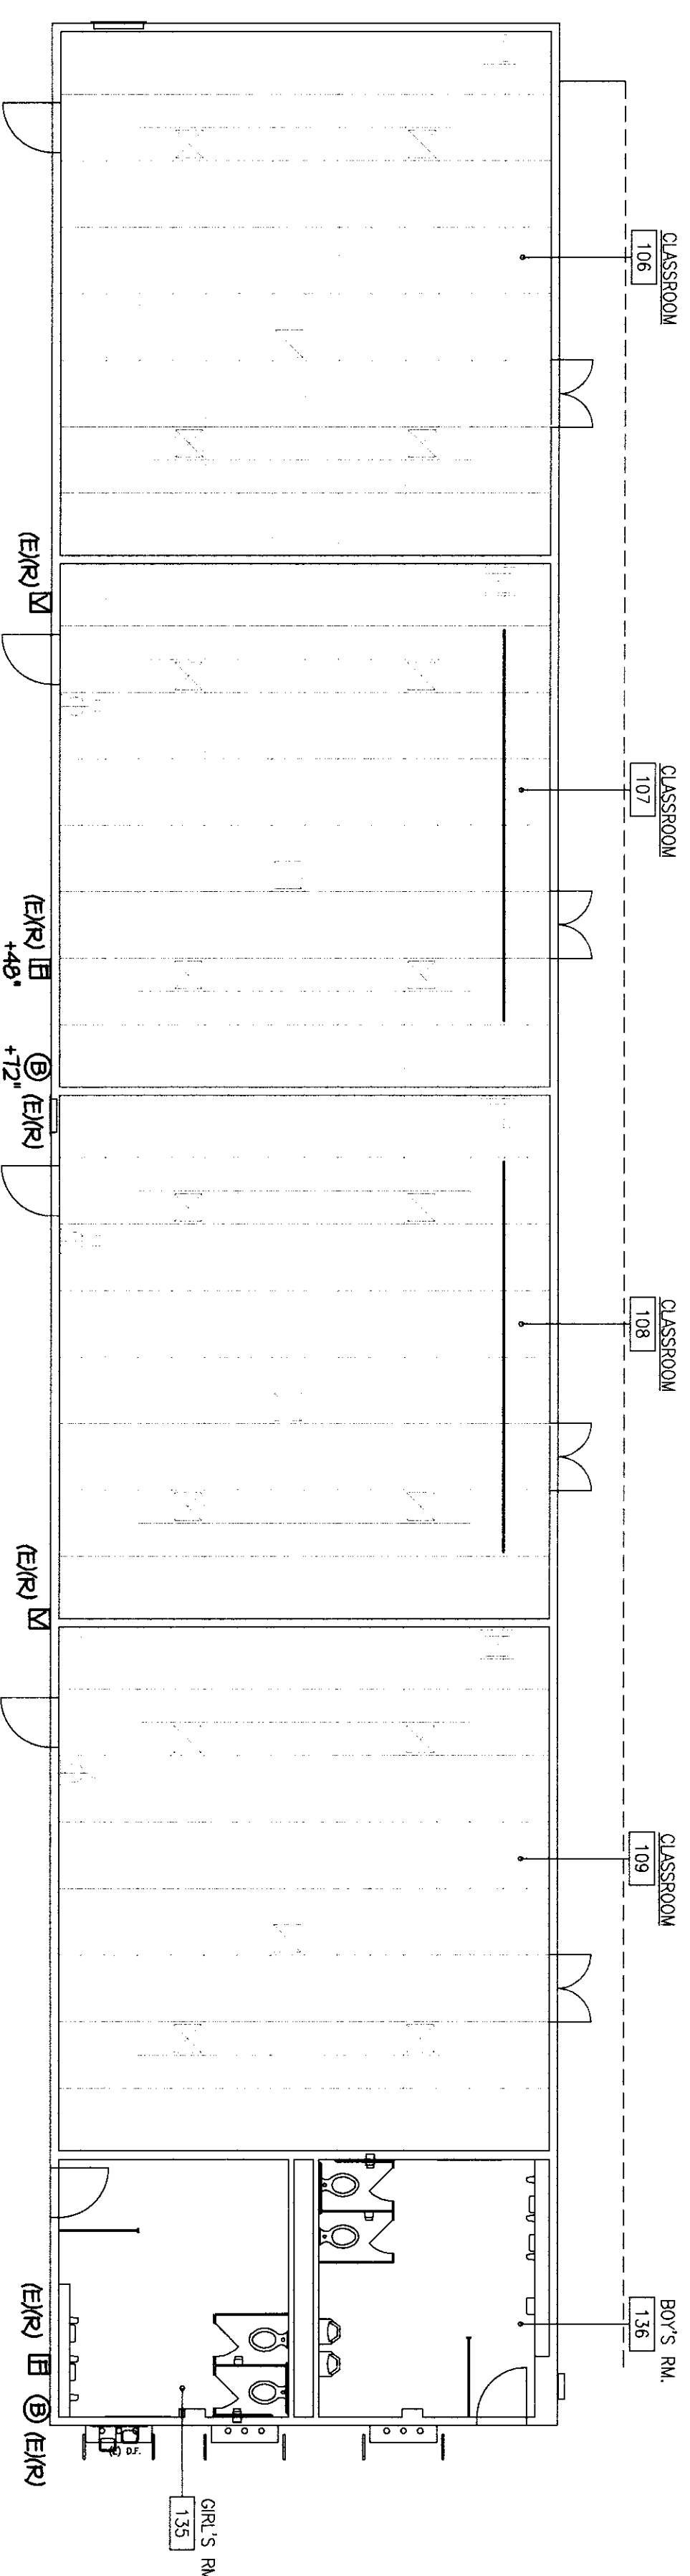 CLASSROOM
106
CLASSROOM
107
CLASSROOM
108
CLASSROOM
109
BOY'S RM.
136
GIRL'S RM
135
(E)(R) M
(E)(R) F
+48"
B (E)(R)
+72"
(E)(R) M
(E)(R) F B (E)(R)
(E) D.F.